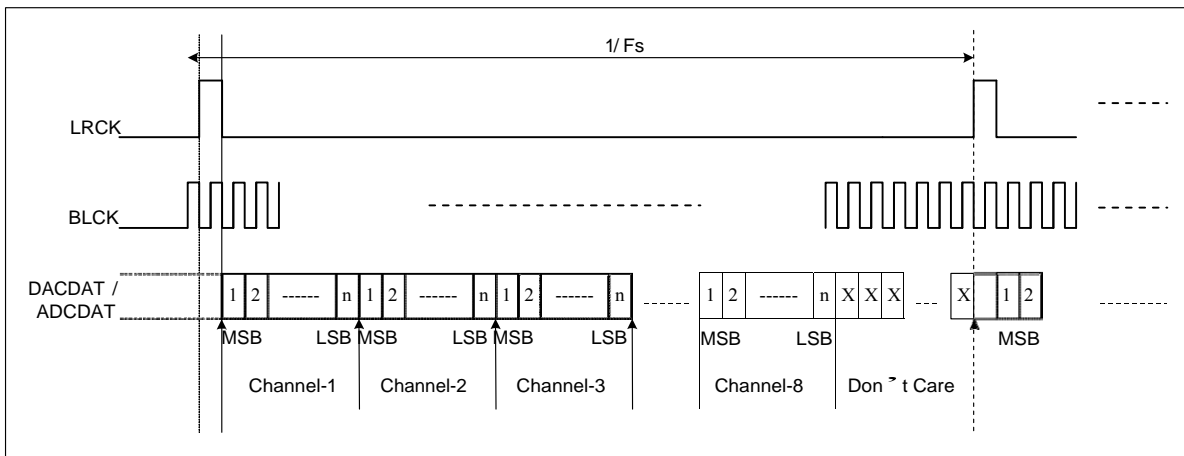 1/ Fs
LRCK
BLCK
DACDAT / ADCDAT
1 2 ------ n 1 2 ------ n 1 2 ------ n 1 2 ------ n X X X X 1 2
MSB LSB MSB LSB MSB LSB MSB LSB MSB
Channel-1 Channel-2 Channel-3 Channel-8 Don t Care